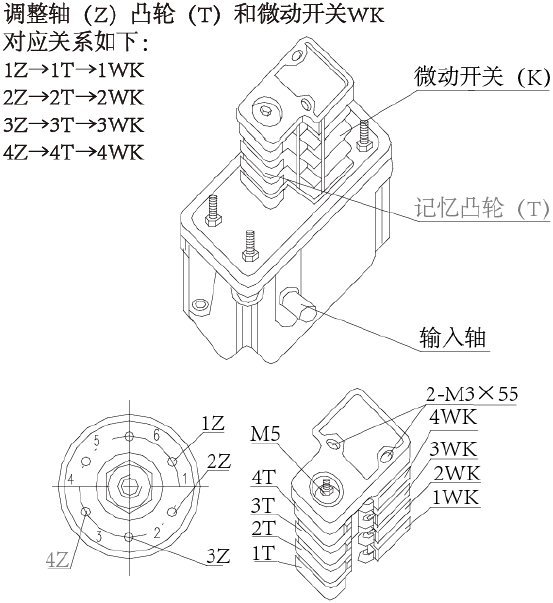 调整轴（Z）凸轮（T）和微动开关WK
对应关系如下：
1Z→1T→1WK
2Z→2T→2WK
3Z→3T→3WK
4Z→4T→4WK
微动开关（K）
记忆凸轮（T）
输入轴
1Z
2Z
3Z
4Z
5
6
4
1
3
2
2-M3×55
M5
4WK
3WK
2WK
1WK
4T
3T
2T
1T